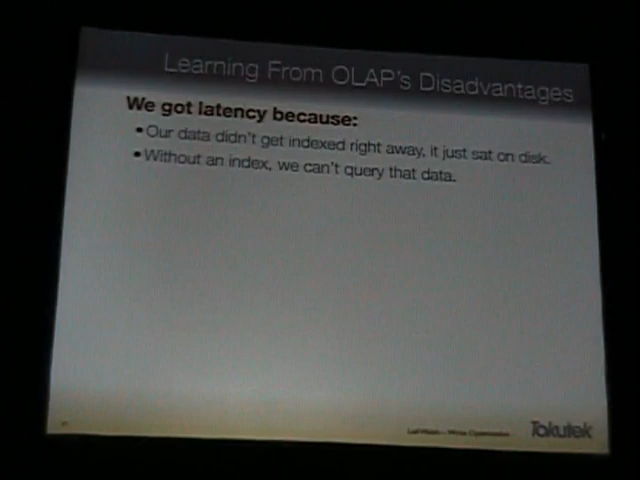 Learning From OLAP's Disadvantages
We got latency because:
• Our data didn't get indexed right away, it just sat on disk.
• Without an index, we can't query that data.
Tokutek